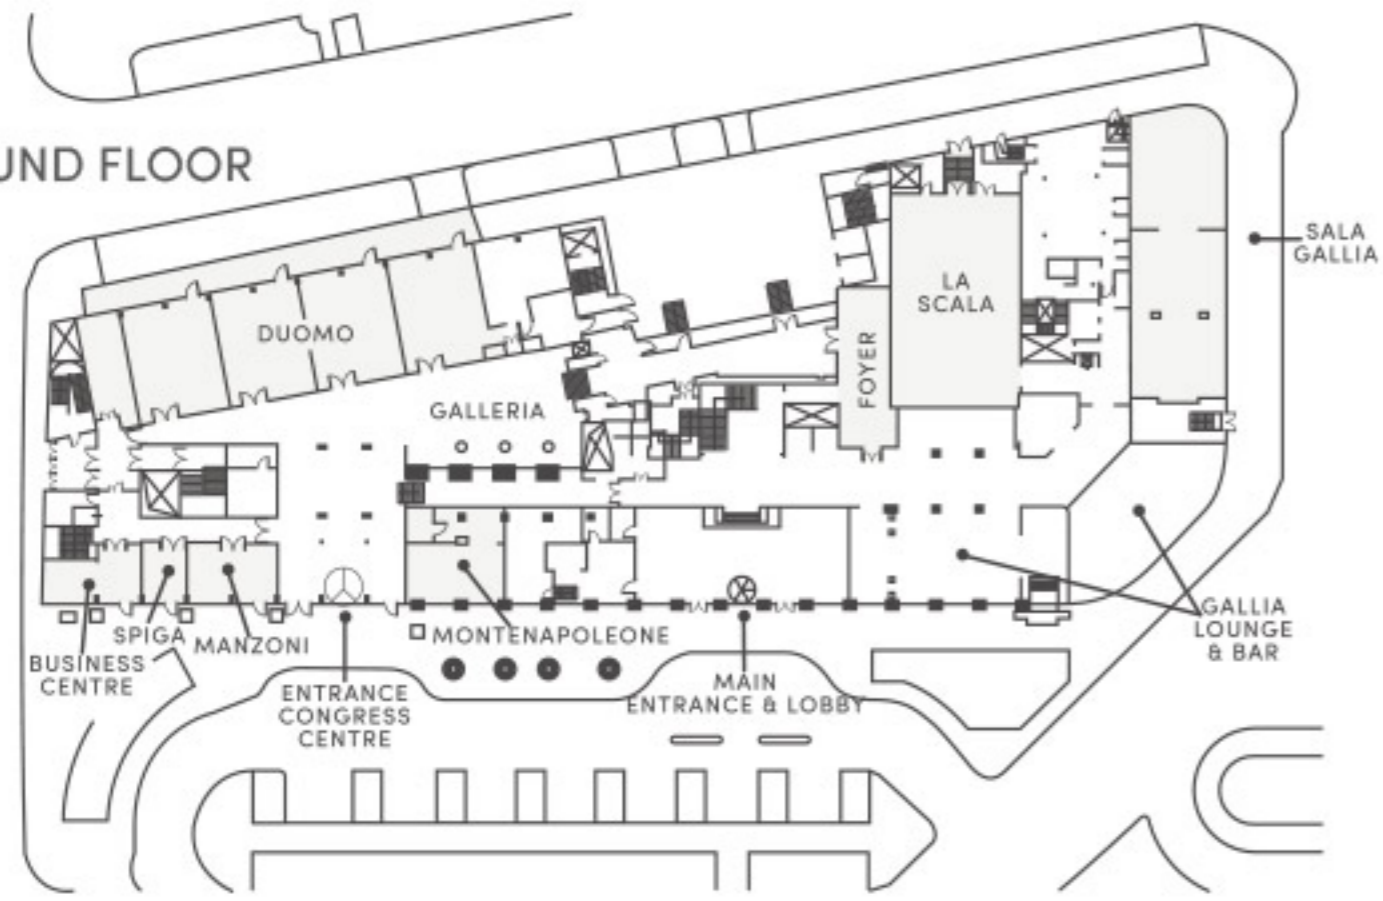 UND FLOOR
SALA
GALLIA
LA
SCALA
DUOMO
FOYER
GALLERIA
GALLIA
LOUNGE
& BAR
SPIGA
MANZONI
MONTENAPOLEONE
BUSINESS
CENTRE
ENTRANCE
CONGRESS
CENTRE
MAIN
ENTRANCE & LOBBY